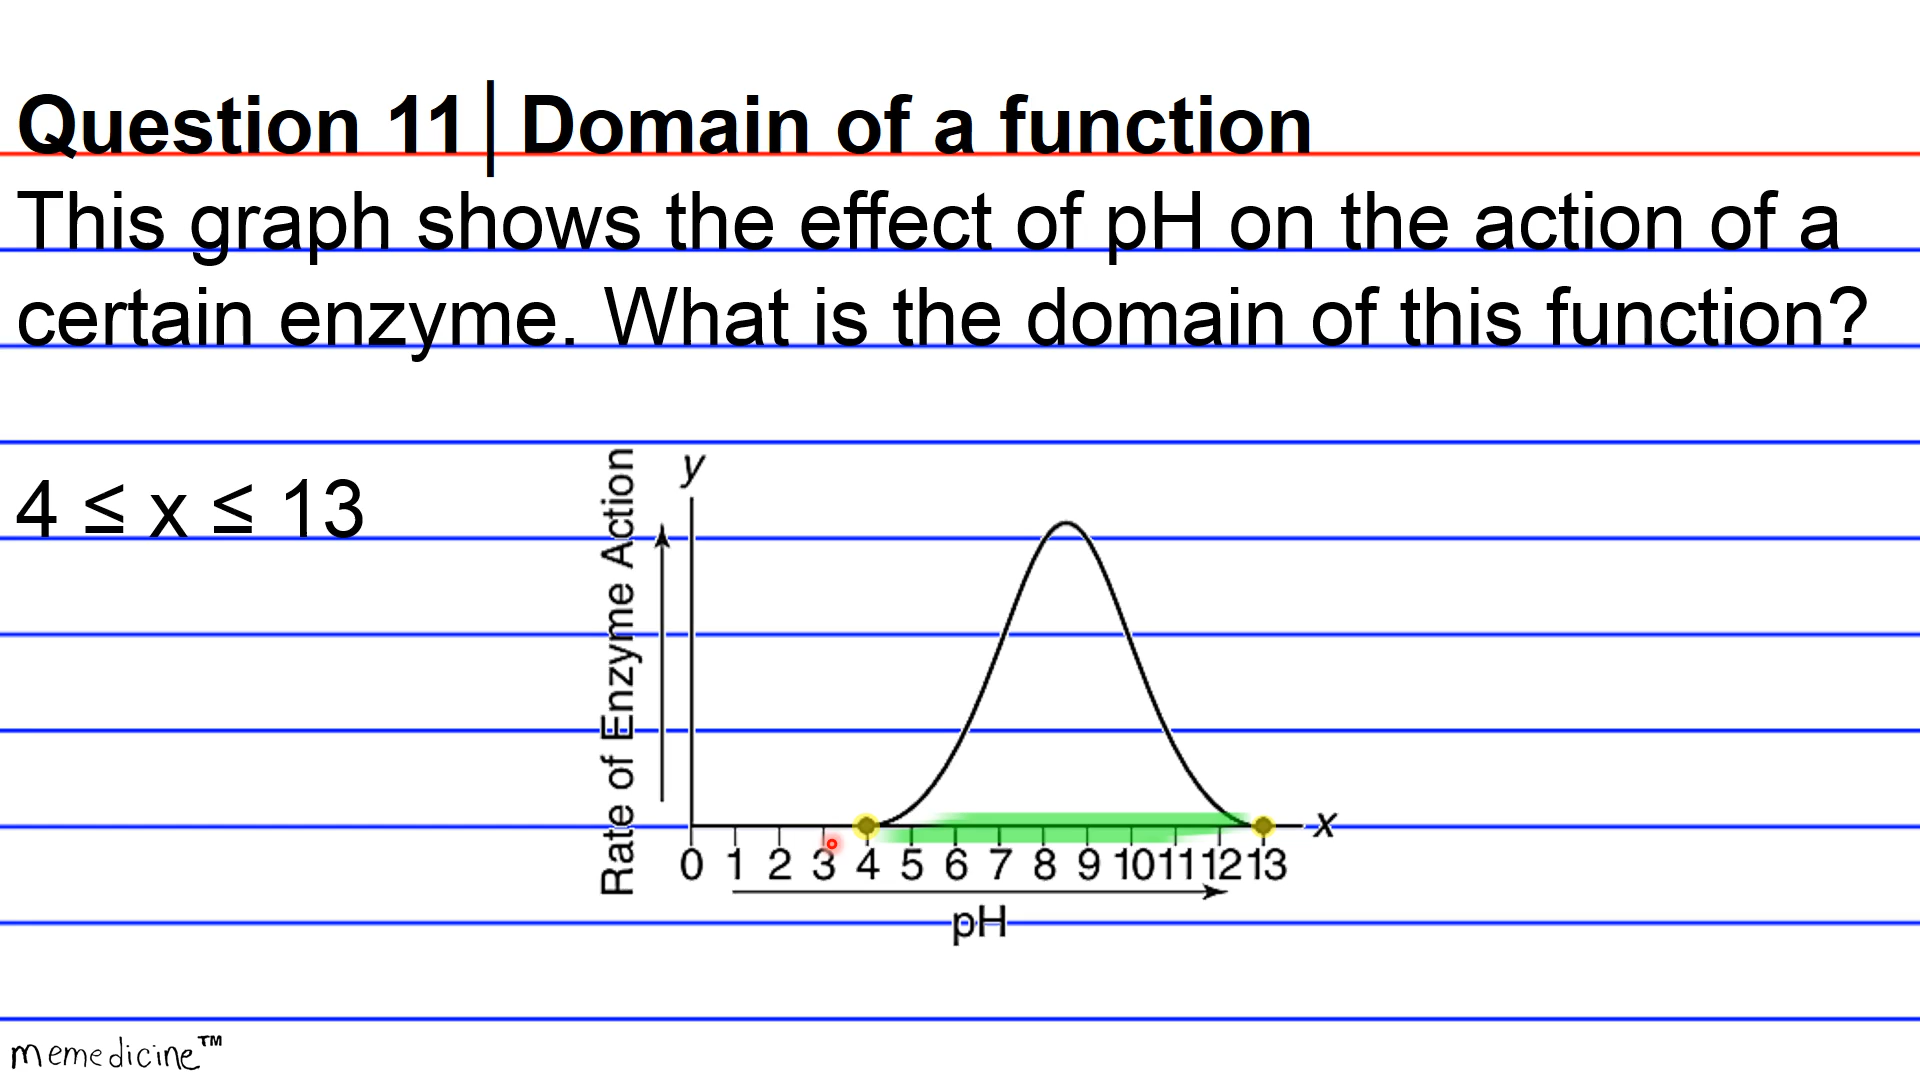 Question 11| Domain of a function
This graph shows the effect of pH on the action of a
certain enzyme. What is the domain of this function?
4 ≤ x ≤ 13
Rate of Enzyme Action
y
x
0 1 2 3 4 5 6 7 8 9 10 11 12 13
pH
memedicine™